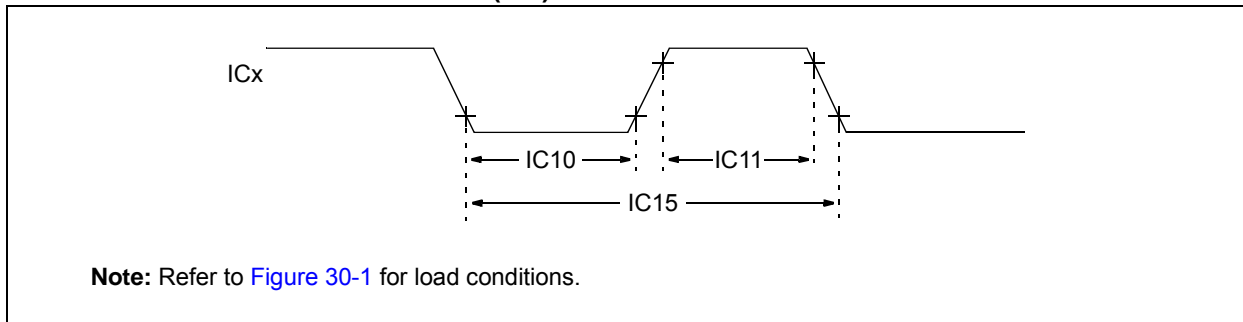 ICx
IC10
IC11
IC15
Note: Refer to Figure 30-1 for load conditions.